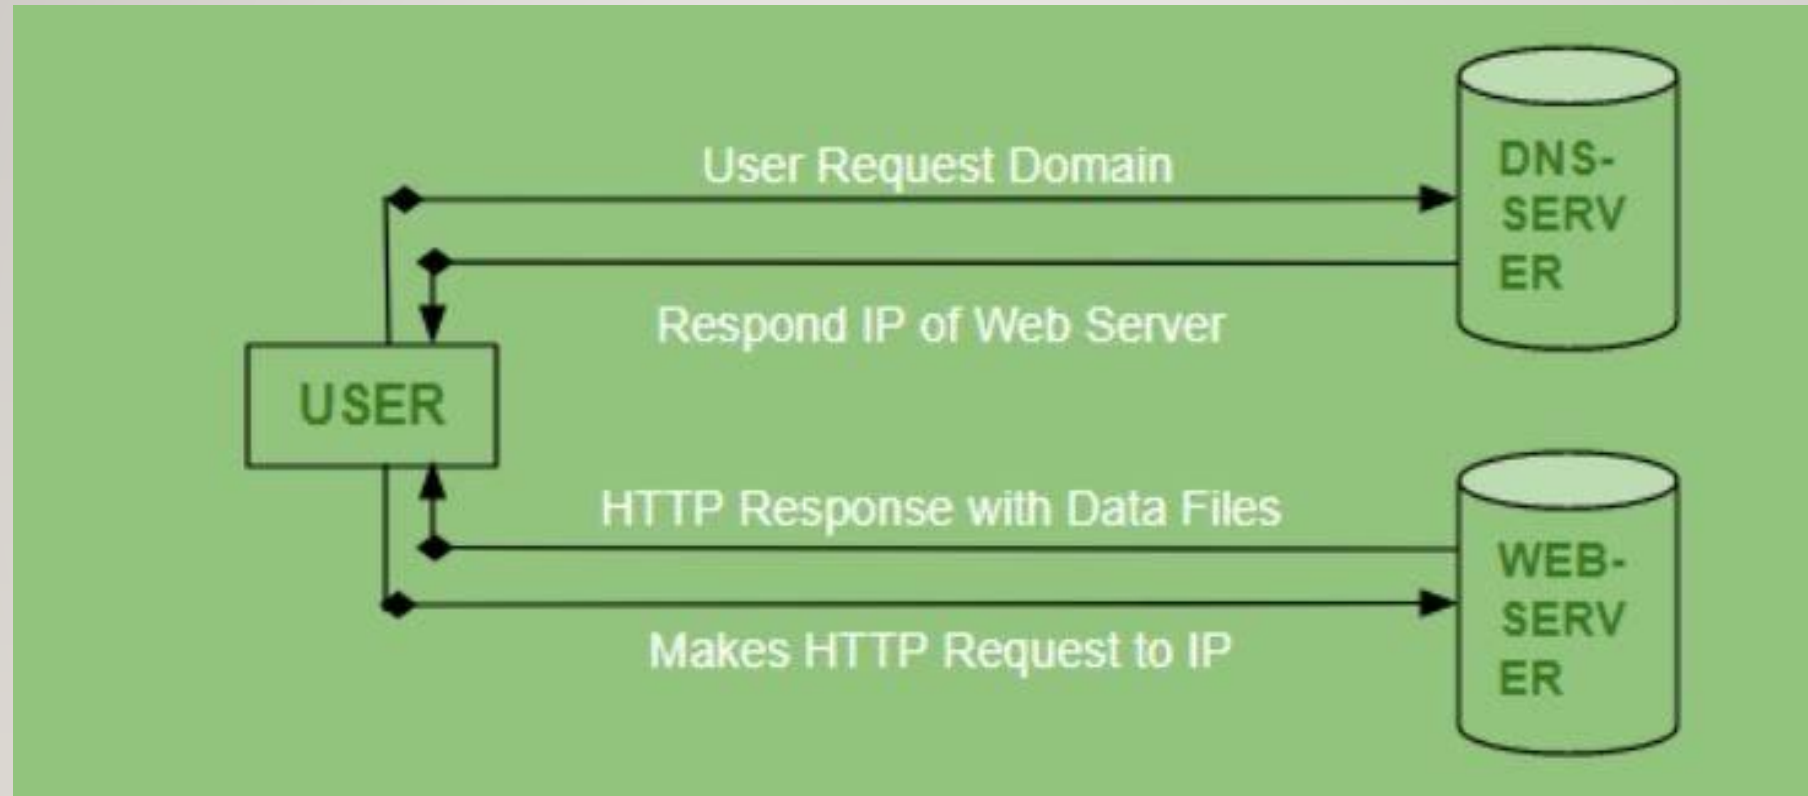 User Request Domain
DNS-
SERV
ER
Respond IP of Web Server
USER
HTTP Response with Data Files
WEB-
SERV
ER
Makes HTTP Request to IP